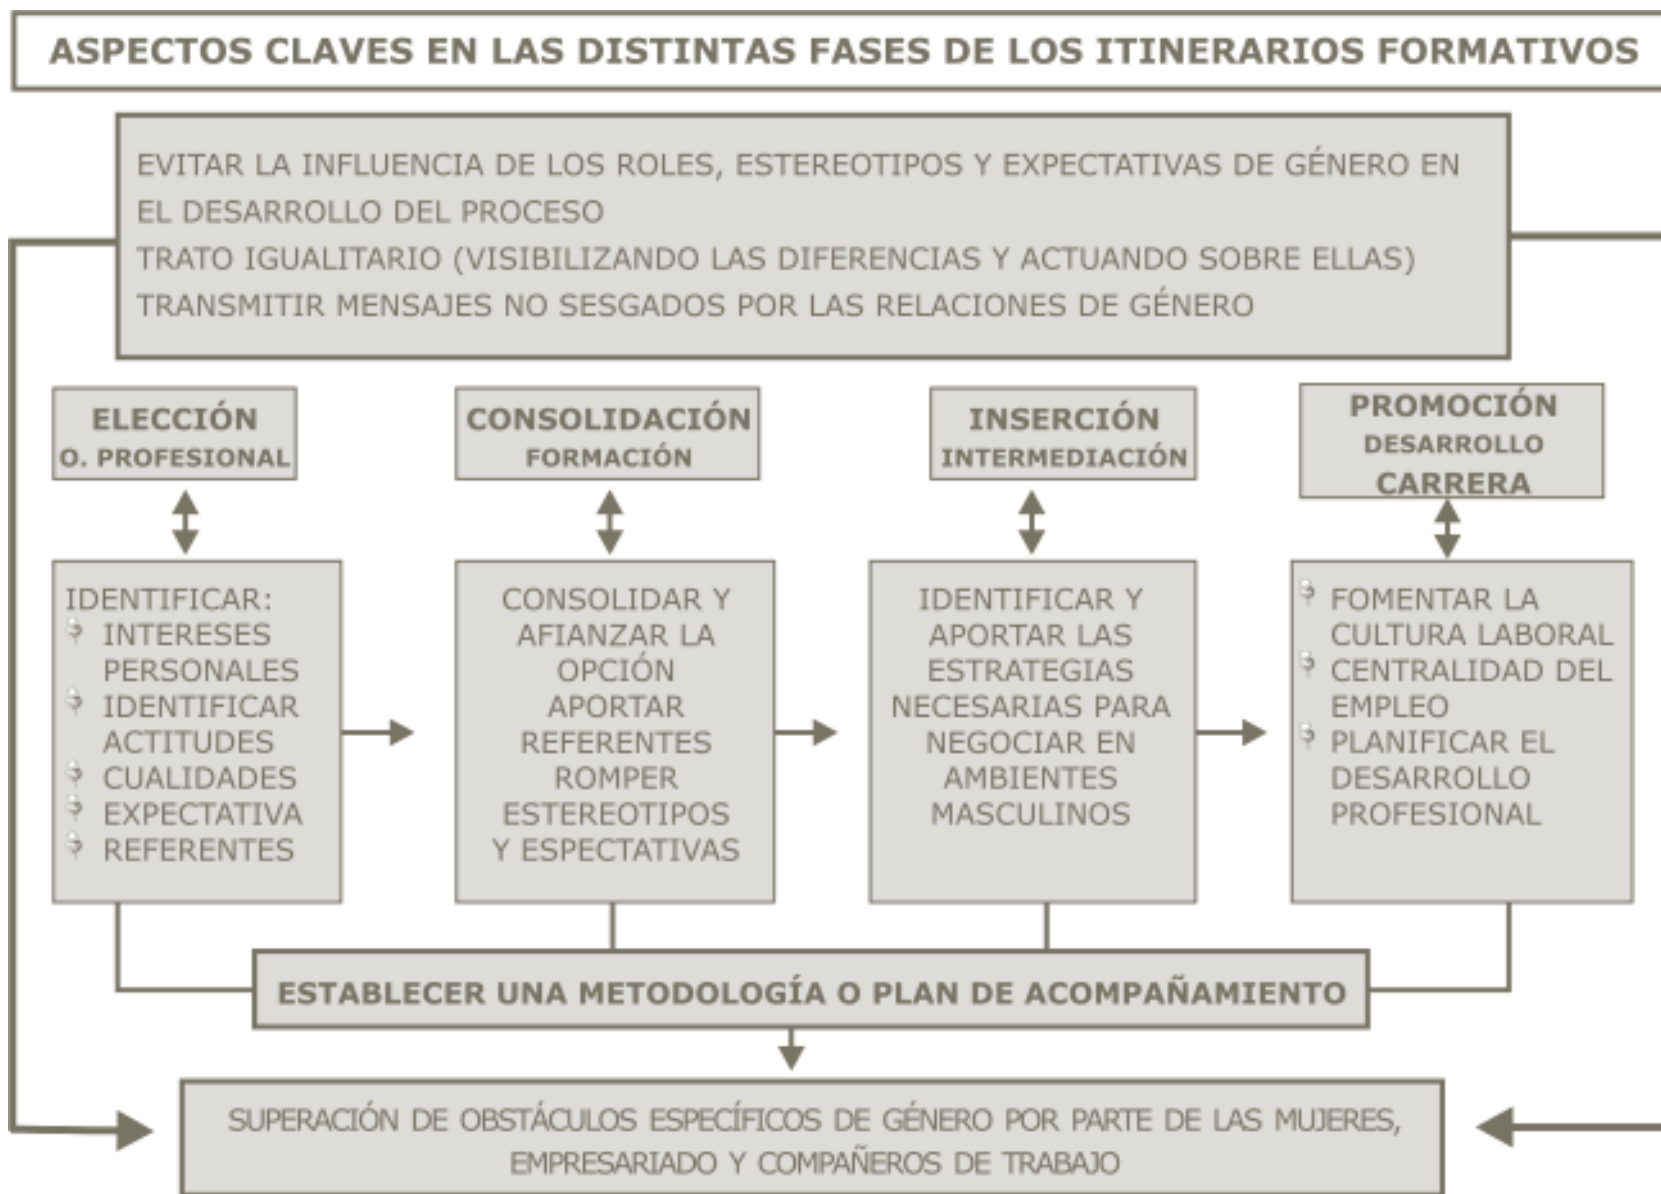 ASPECTOS CLAVES EN LAS DISTINTAS FASES DE LOS ITINERARIOS FORMATIVOS
EVITAR LA INFLUENCIA DE LOS ROLES, ESTEREOTIPOS Y EXPECTATIVAS DE GÉNERO EN
EL DESARROLLO DEL PROCESO
TRATO IGUALITARIO (VISIBILIZANDO LAS DIFERENCIAS Y ACTUANDO SOBRE ELLAS)
TRANSMITIR MENSAJES NO SESGADOS POR LAS RELACIONES DE GÉNERO
ELECCIÓN
O. PROFESIONAL
CONSOLIDACIÓN
FORMACIÓN
INSERCIÓN
INTERMEDIACIÓN
PROMOCIÓN
DESARROLLO
CARRERA
IDENTIFICAR:
INTERESES
PERSONALES
IDENTIFICAR
ACTITUDES
CUALIDADES
EXPECTATIVA
REFERENTES
CONSOLIDAR Y
AFIANZAR LA
OPCIÓN
APORTAR
REFERENTES
ROMPER
ESTEREOTIPOS
Y ESPECTATIVAS
IDENTIFICAR Y
APORTAR LAS
ESTRATEGIAS
NECESARIAS PARA
NEGOCIAR EN
AMBIENTES
MASCULINOS
FOMENTAR LA
CULTURA LABORAL
CENTRALIDAD DEL
EMPLEO
PLANIFICAR EL
DESARROLLO
PROFESIONAL
ESTABLECER UNA METODOLOGÍA O PLAN DE ACOMPAÑAMIENTO
SUPERACIÓN DE OBSTÁCULOS ESPECÍFICOS DE GÉNERO POR PARTE DE LAS MUJERES,
EMPRESARIADO Y COMPAÑEROS DE TRABAJO